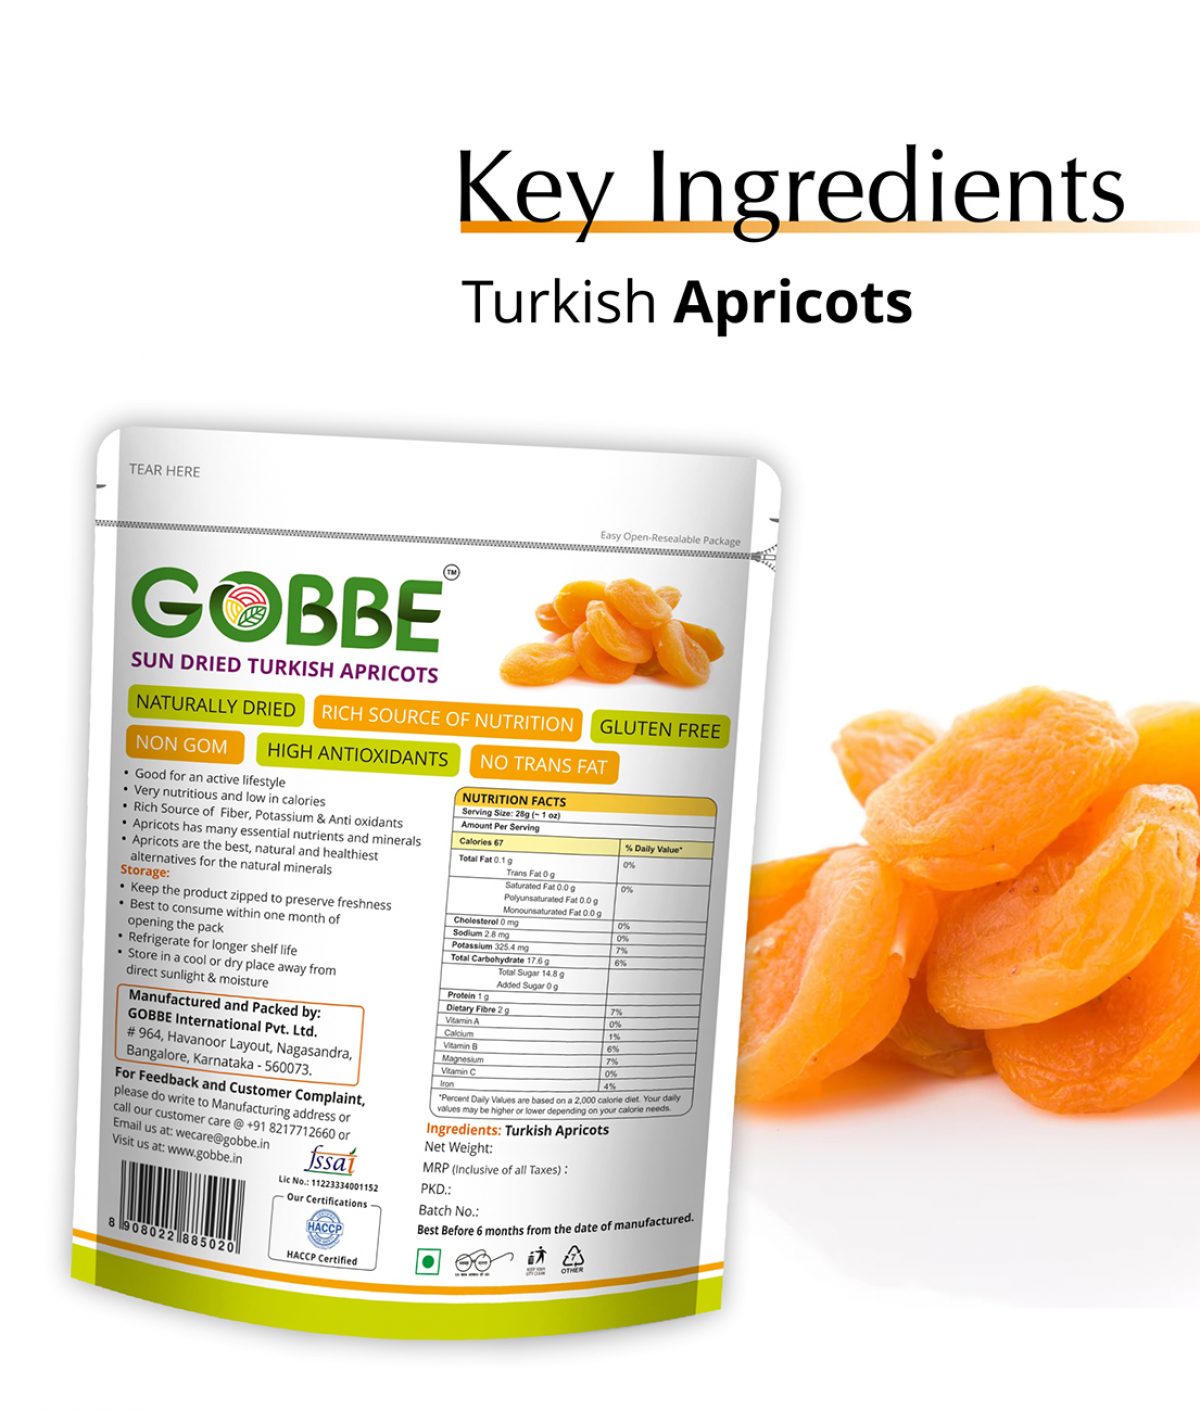 Key Ingredients
Turkish Apricots
TEAR HERE
Easy Open-Resealable Package
GOBBE™
SUN DRIED TURKISH APRICOTS
NATURALLY DRIED
RICH SOURCE OF NUTRITION
GLUTEN FREE
NON GOM
HIGH ANTIOXIDANTS
NO TRANS FAT
• Good for an active lifestyle
• Very nutritious and low in calories
• Rich Source of Fiber, Potassium & Anti oxidants
• Apricots has many essential nutrients and minerals
• Apricots are the best, natural and healthiest
alternatives for the natural minerals
Storage:
• Keep the product zipped to preserve freshness
• Best to consume within one month of
opening the pack
• Refrigerate for longer shelf life
• Store in a cool or dry place away from
direct sunlight & moisture
Manufactured and Packed by:
GOBBE International Pvt. Ltd.
# 964, Havanoor Layout, Nagasandra,
Bangalore, Karnataka - 560073.
For Feedback and Customer Complaint,
please do write to Manufacturing address or
call our customer care @ +91 8217712660 or
Email us at: wecare@gobbe.in
Visit us at: www.gobbe.in
fssai
Lic No.: 11223334001152
8 908022 885020
Our Certifications
HACCP
HACCP Certified
NUTRITION FACTS
Serving Size: 28g (~ 1 oz)
Amount Per Serving
Calories 67 % Daily Value*
Total Fat 0.1 g 0%
Trans Fat 0 g
Saturated Fat 0.0 g 0%
Polyunsaturated Fat 0.0 g
Monounsaturated Fat 0.0 g
Cholesterol 0 mg 0%
Sodium 2.8 mg 0%
Potassium 325.4 mg 7%
Total Carbohydrate 17.6 g 6%
Total Sugar 14.8 g
Added Sugar 0 g
Protein 1 g
Dietary Fibre 2 g 7%
Vitamin A 0%
Calcium 1%
Vitamin B 6%
Magnesium 7%
Vitamin C 0%
Iron 4%
*Percent Daily Values are based on a 2,000 calorie diet. Your daily
values may be higher or lower depending on your calorie needs.
Ingredients: Turkish Apricots
Net Weight:
MRP (Inclusive of all Taxes) :
PKD.:
Batch No.:
Best Before 6 months from the date of manufactured.
7
OTHER